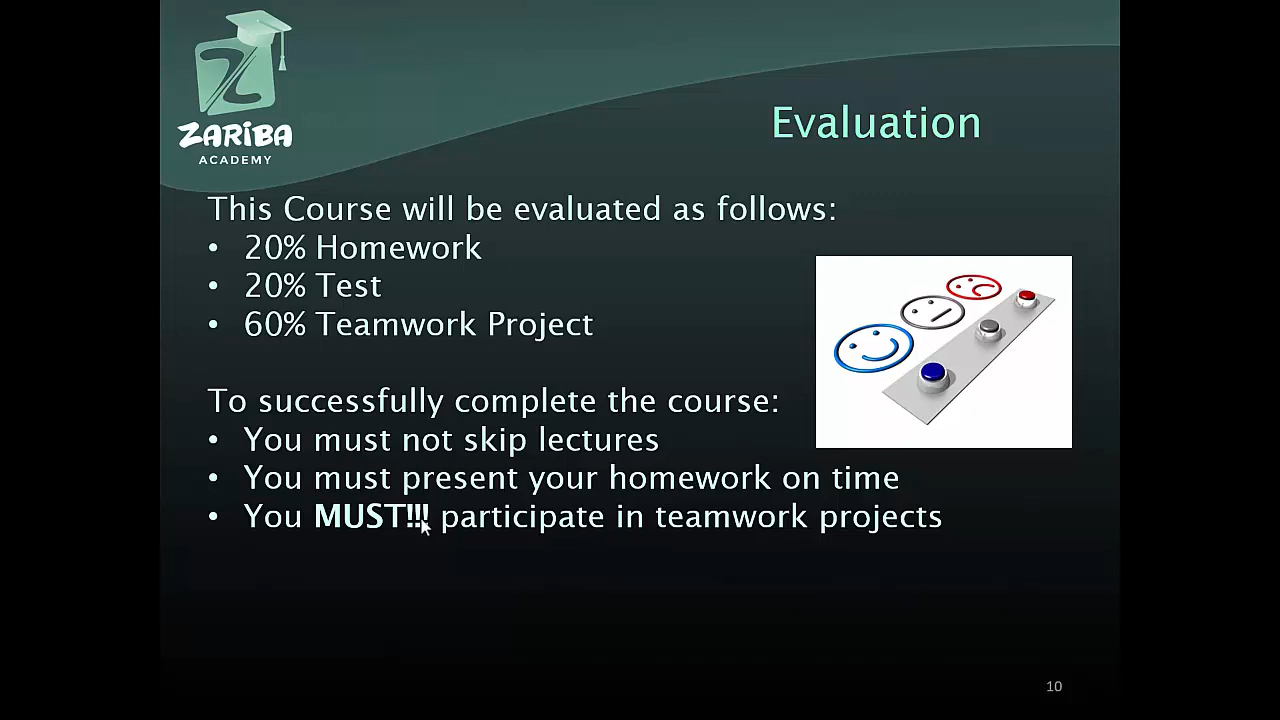 ZARiBA
ACADEMY
Evaluation
This Course will be evaluated as follows:
• 20% Homework
• 20% Test
• 60% Teamwork Project
To successfully complete the course:
• You must not skip lectures
• You must present your homework on time
• You MUST!!! participate in teamwork projects
10